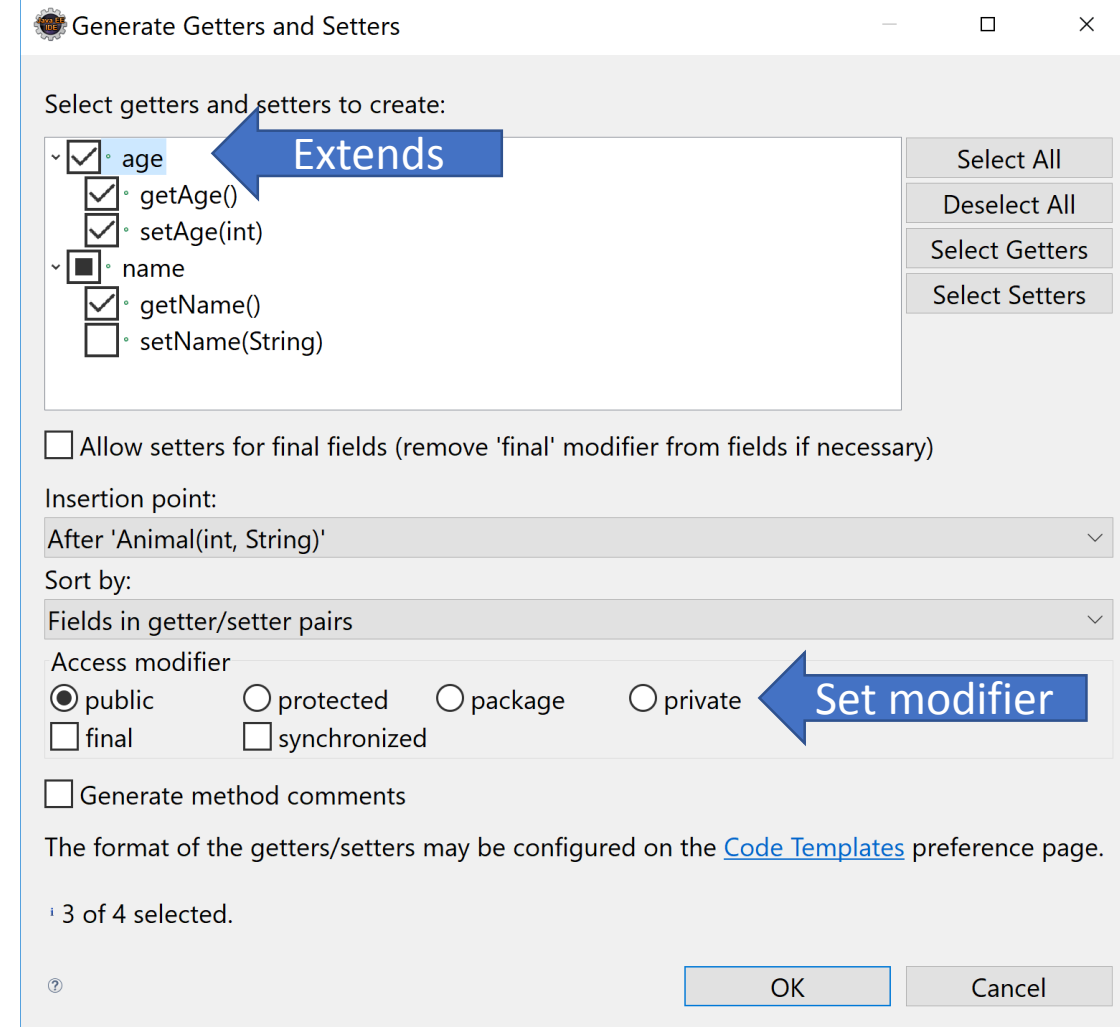 Java EE
IDE
Generate Getters and Setters
Select getters and setters to create:
age
Extends
getAge()
setAge(int)
name
getName()
setName(String)
Select All
Deselect All
Select Getters
Select Setters
Allow setters for final fields (remove 'final' modifier from fields if necessary)
Insertion point:
After 'Animal(int, String)'
Sort by:
Fields in getter/setter pairs
Access modifier
public protected package private
Set modifier
final synchronized
Generate method comments
The format of the getters/setters may be configured on the Code Templates preference page.
i 3 of 4 selected.
?
OK Cancel